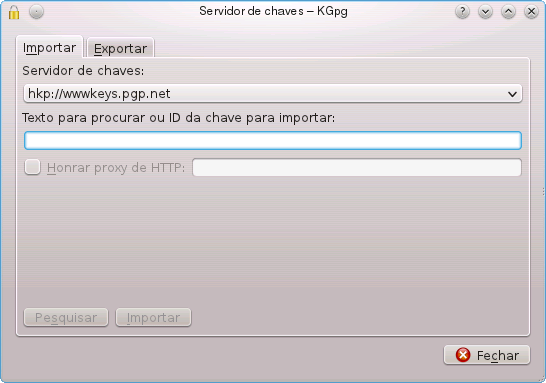 Servidor de chaves – KGpg
Importar Exportar
Servidor de chaves:
hkp://wwwkeys.pgp.net
Texto para procurar ou ID da chave para importar:
Honrar proxy de HTTP:
Pesquisar Importar
Fechar